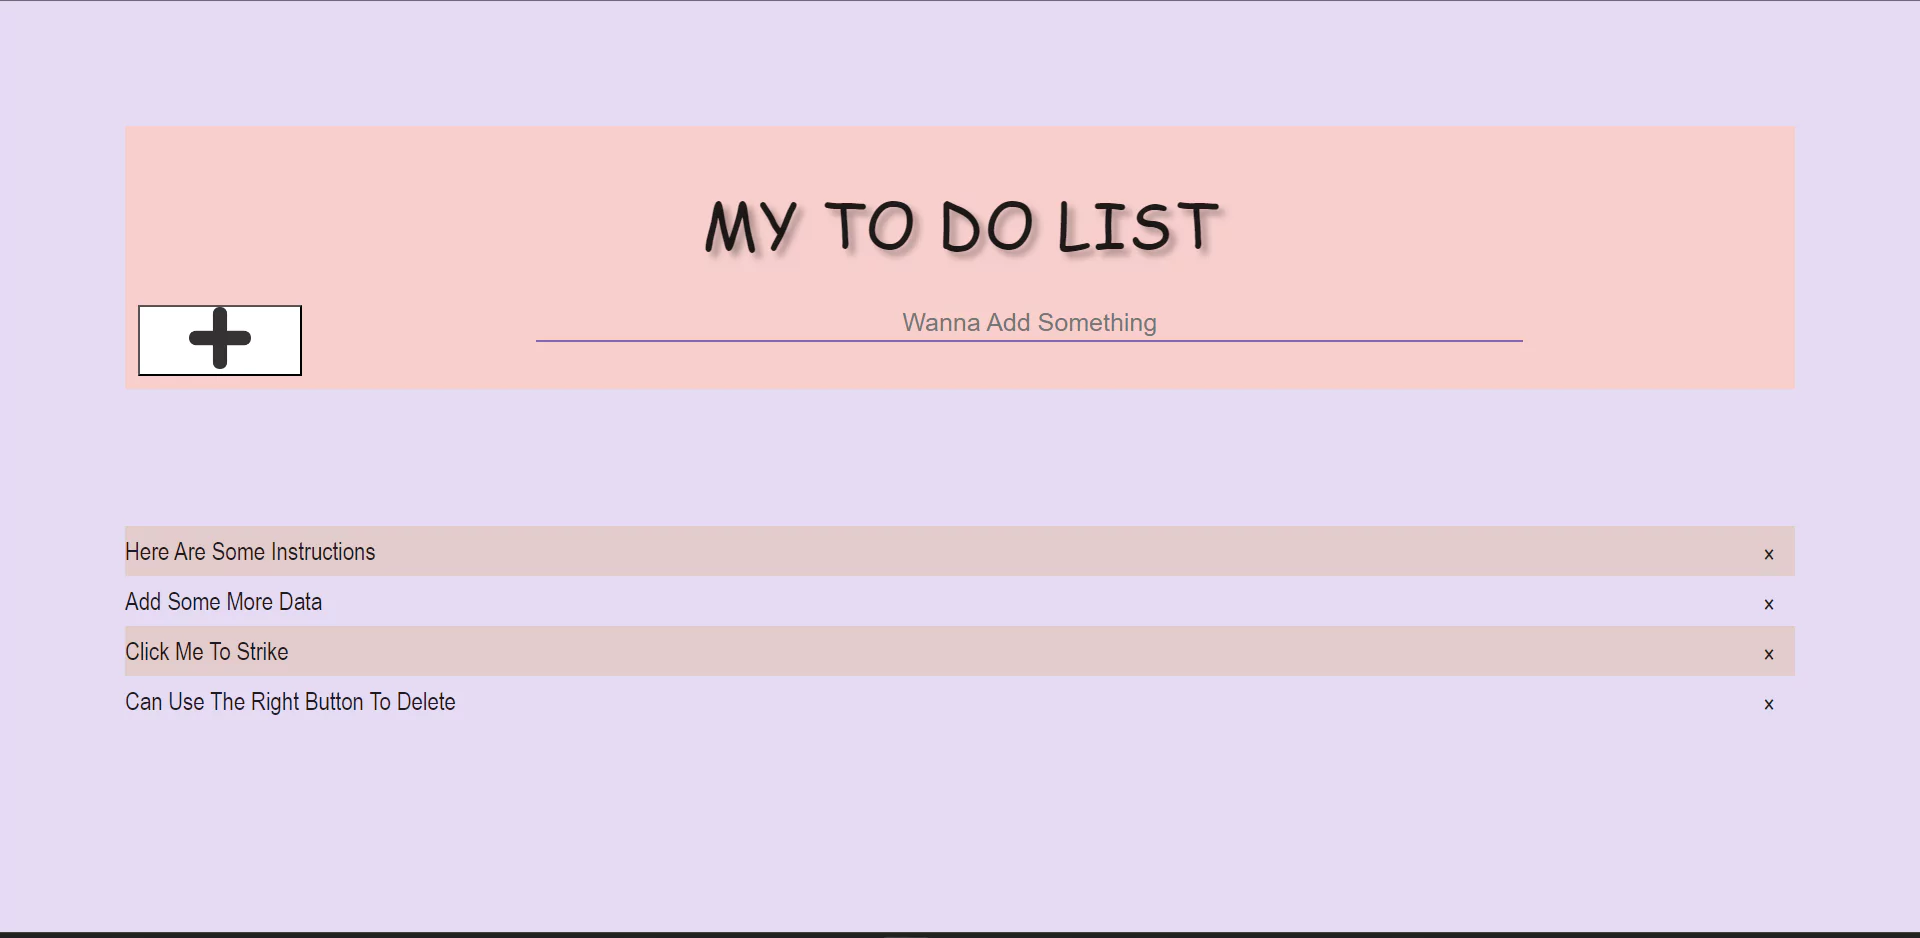 MY TO DO LIST
Wanna Add Something
Here Are Some Instructions x
Add Some More Data x
Click Me To Strike x
Can Use The Right Button To Delete x